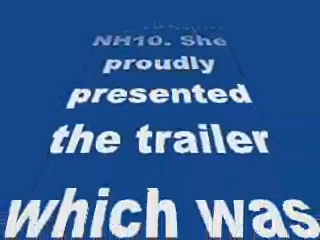 NH10. She
proudly
presented
the trailer
which was